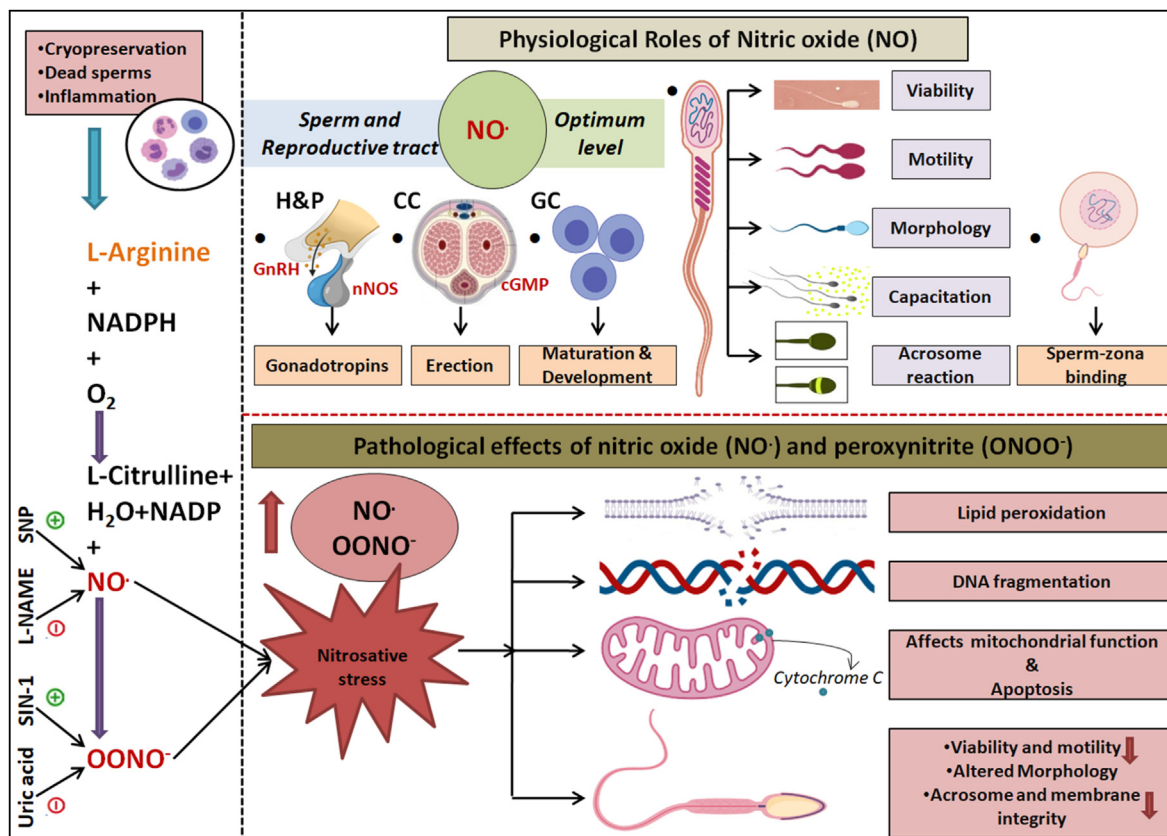 •Cryopreservation
•Dead sperms
•Inflammation
L-Arginine
+
NADPH
+
O₂
L-Citrulline+
H₂O+NADP
+
NO·
OONO⁻
SNP
+
L-NAME
-
SIN-1
+
Uric acid
-
Physiological Roles of Nitric oxide (NO)
Sperm and
Reproductive tract
NO·
Optimum
level
H&P
GnRH
nNOS
Gonadotropins
CC
cGMP
Erection
GC
Maturation &
Development
Viability
Motility
Morphology
Capacitation
Acrosome
reaction
Sperm-zona
binding
Pathological effects of nitric oxide (NO·) and peroxynitrite (ONOO⁻)
NO·
OONO⁻
Nitrosative
stress
Lipid peroxidation
DNA fragmentation
Cytochrome C
Affects mitochondrial function
&
Apoptosis
•Viability and motility
•Altered Morphology
•Acrosome and membrane
integrity